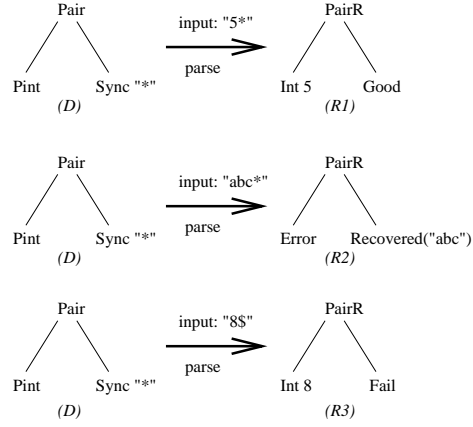 Pair
input: "5*"
PairR
parse
Pint
Sync "*"
Int 5
Good
(D)
(R1)
Pair
input: "abc*"
PairR
parse
Pint
Sync "*"
Error
Recovered("abc")
(D)
(R2)
Pair
input: "8$"
PairR
parse
Pint
Sync "*"
Int 8
Fail
(D)
(R3)